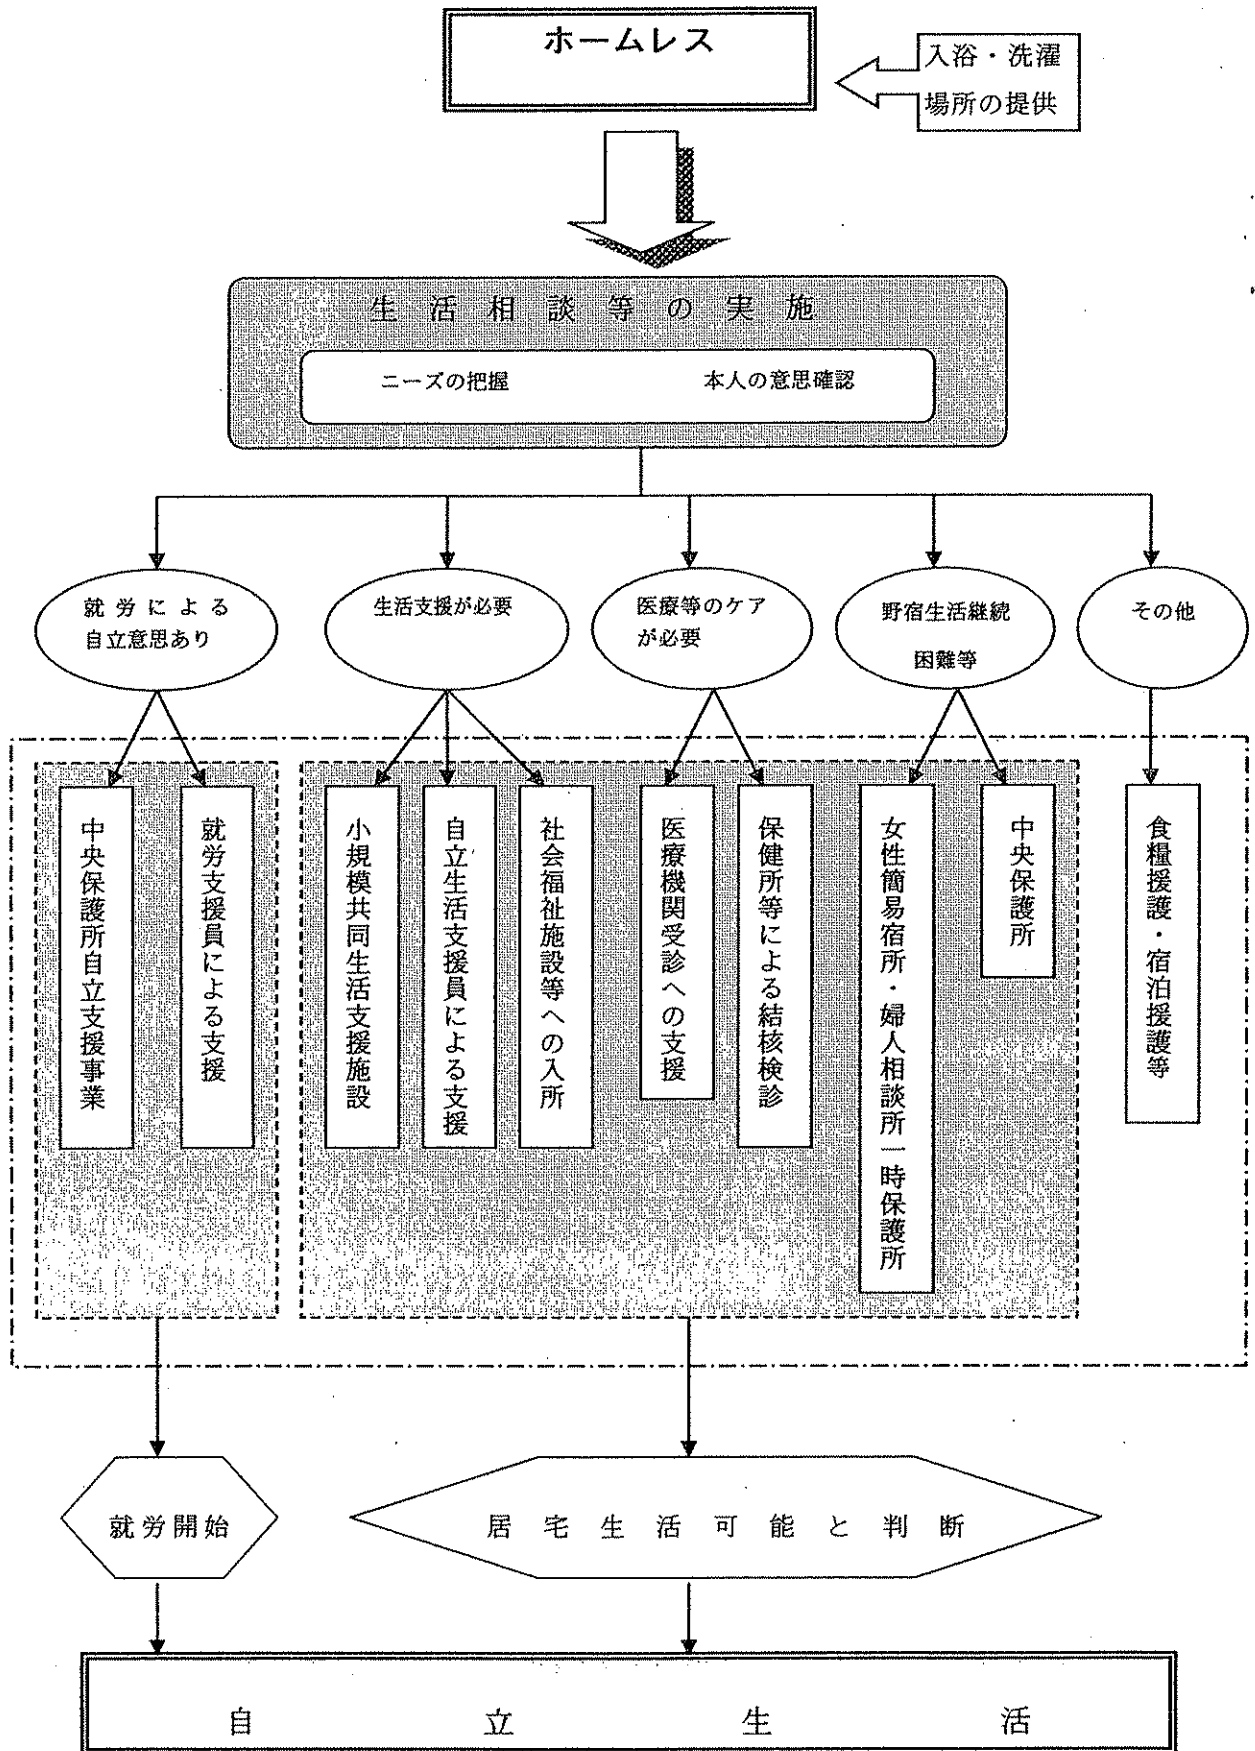 ホームレス
入浴・洗濯
場所の提供
生活相談等の実施
ニーズの把握 本人の意思確認
就労による
自立意思あり
生活支援が必要
医療等のケア
が必要
野宿生活継続
困難等
その他
中央保護所自立支援事業
就労支援員による支援
小規模共同生活支援施設
自立生活支援員による支援
社会福祉施設等への入所
医療機関受診への支援
保健所等による結核検診
女性簡易宿所・婦人相談所一時保護所
中央保護所
食糧援護・宿泊援護等
就労開始
居宅生活可能と判断
自立生活